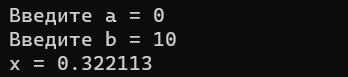 Введите a = 0
Введите b = 10
x = 0.322113